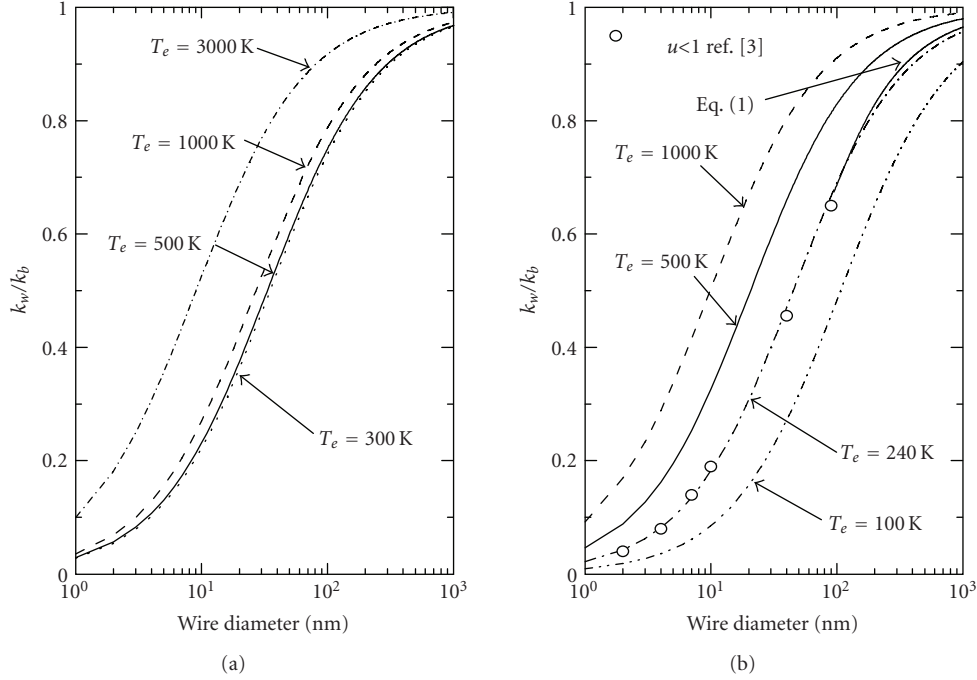 1
0.8
0.6
0.4
0.2
0
k_w/k_b
T_e = 3000 K
T_e = 1000 K
T_e = 500 K
T_e = 300 K
10^0
10^1
10^2
10^3
Wire diameter (nm)
(a)
1
0.8
0.6
0.4
0.2
0
k_w/k_b
u<1 ref. [3]
Eq. (1)
T_e = 1000 K
T_e = 500 K
T_e = 240 K
T_e = 100 K
10^0
10^1
10^2
10^3
Wire diameter (nm)
(b)